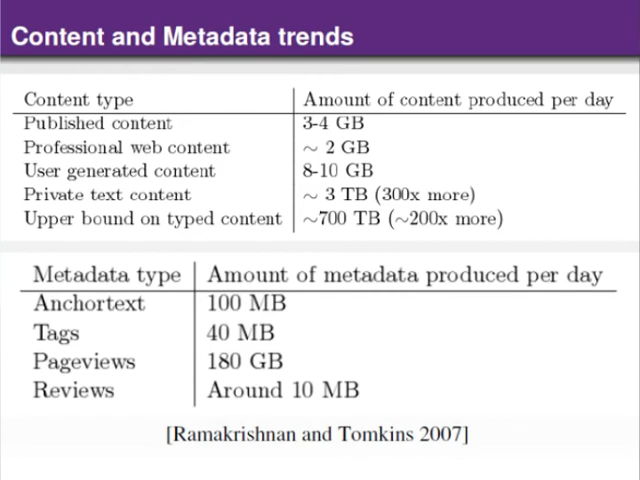 Content and Metadata trends
Content type Amount of content produced per day
Published content 3-4 GB
Professional web content ~ 2 GB
User generated content 8-10 GB
Private text content ~ 3 TB (300x more)
Upper bound on typed content ~700 TB (~200x more)
Metadata type Amount of metadata produced per day
Anchortext 100 MB
Tags 40 MB
Pageviews 180 GB
Reviews Around 10 MB
[Ramakrishnan and Tomkins 2007]